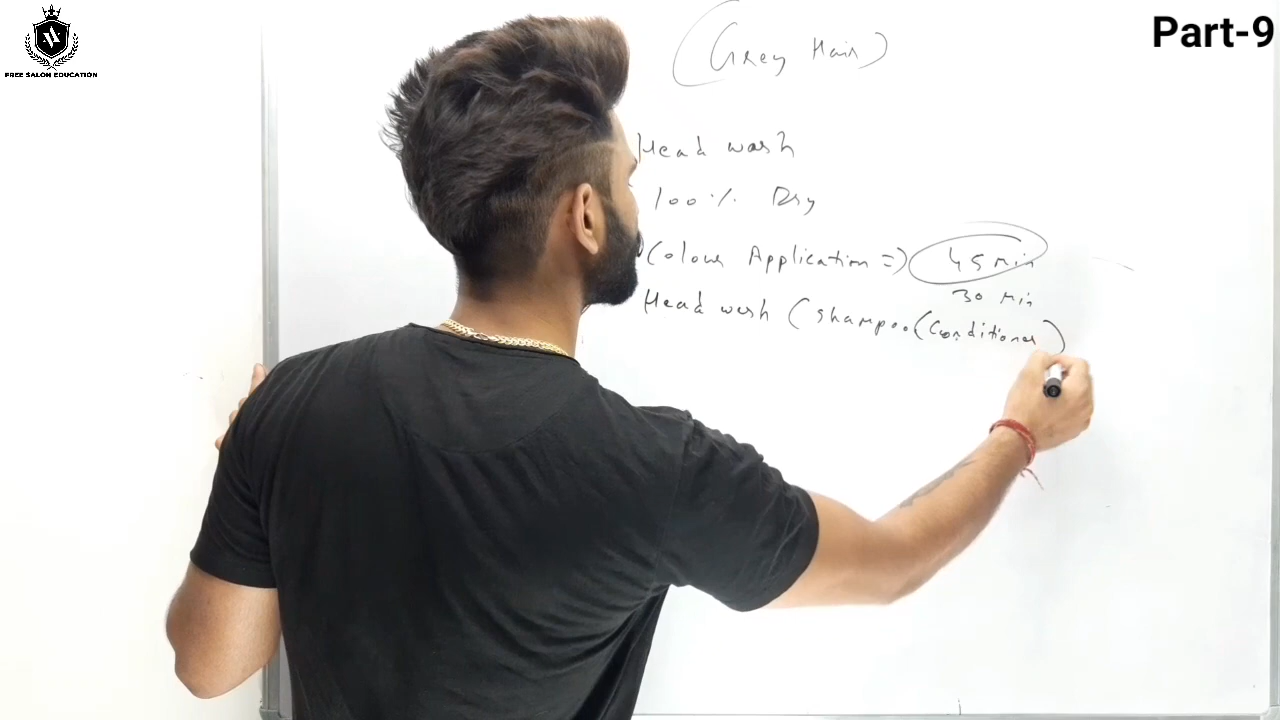 Part-9
FREE SALON EDUCATION
(Grey Hair)
Head wash
100% Dry
Colour Application => 45 min
30 Min
Head wash (shampoo (Conditioner)